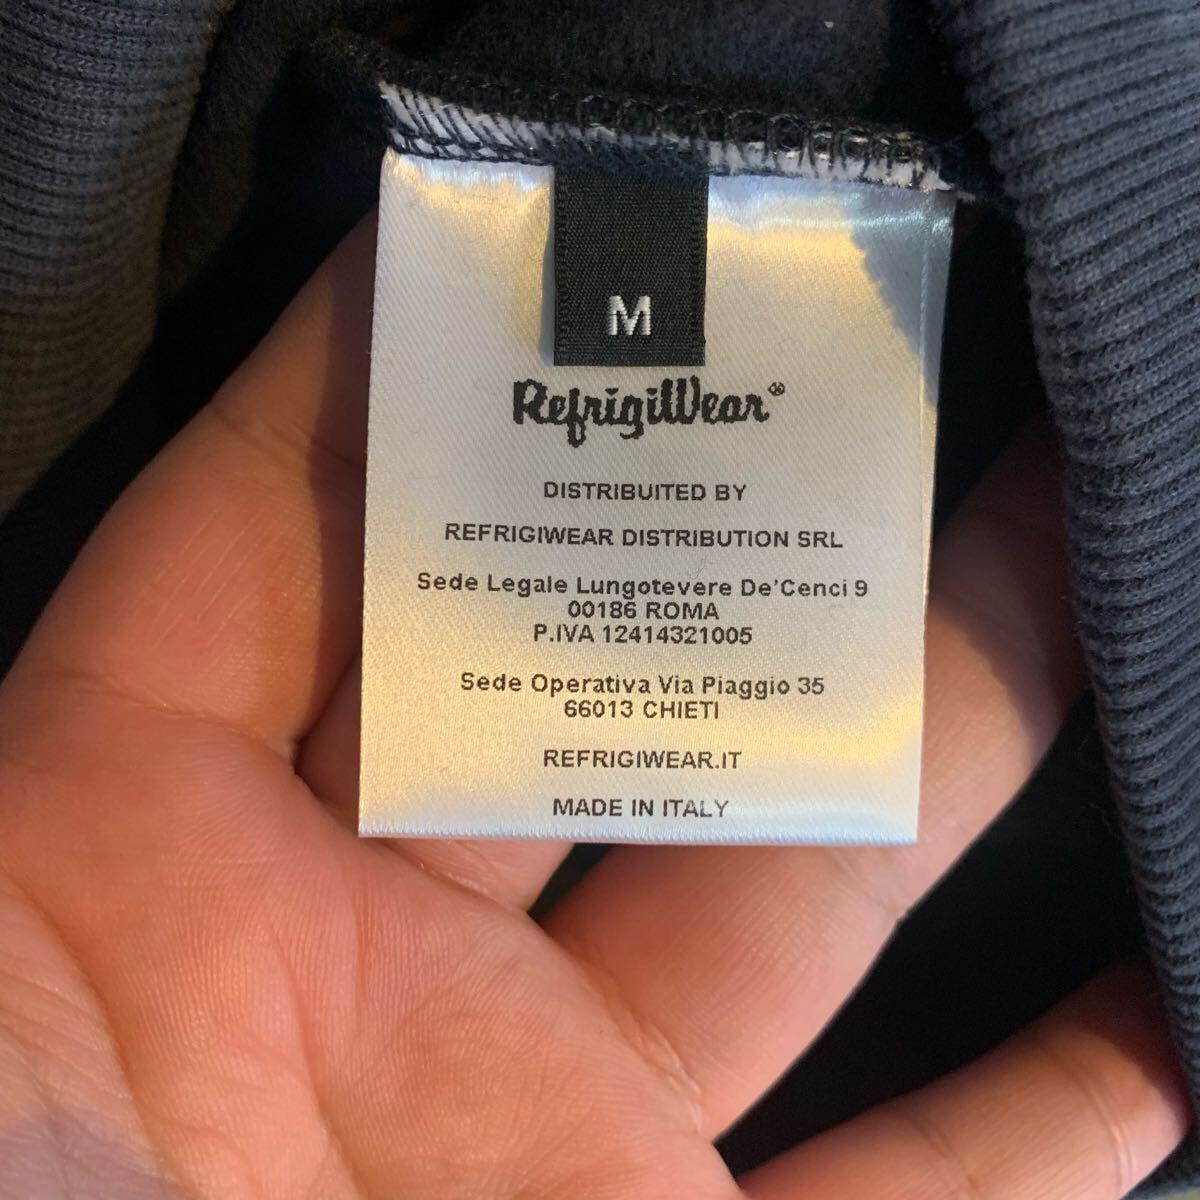 M
RefrigiWear®
DISTRIBUITED BY
REFRIGIWEAR DISTRIBUTION SRL
Sede Legale Lungotevere De'Cenci 9
00186 ROMA
P.IVA 12414321005
Sede Operativa Via Piaggio 35
66013 CHIETI
REFRIGIWEAR.IT
MADE IN ITALY